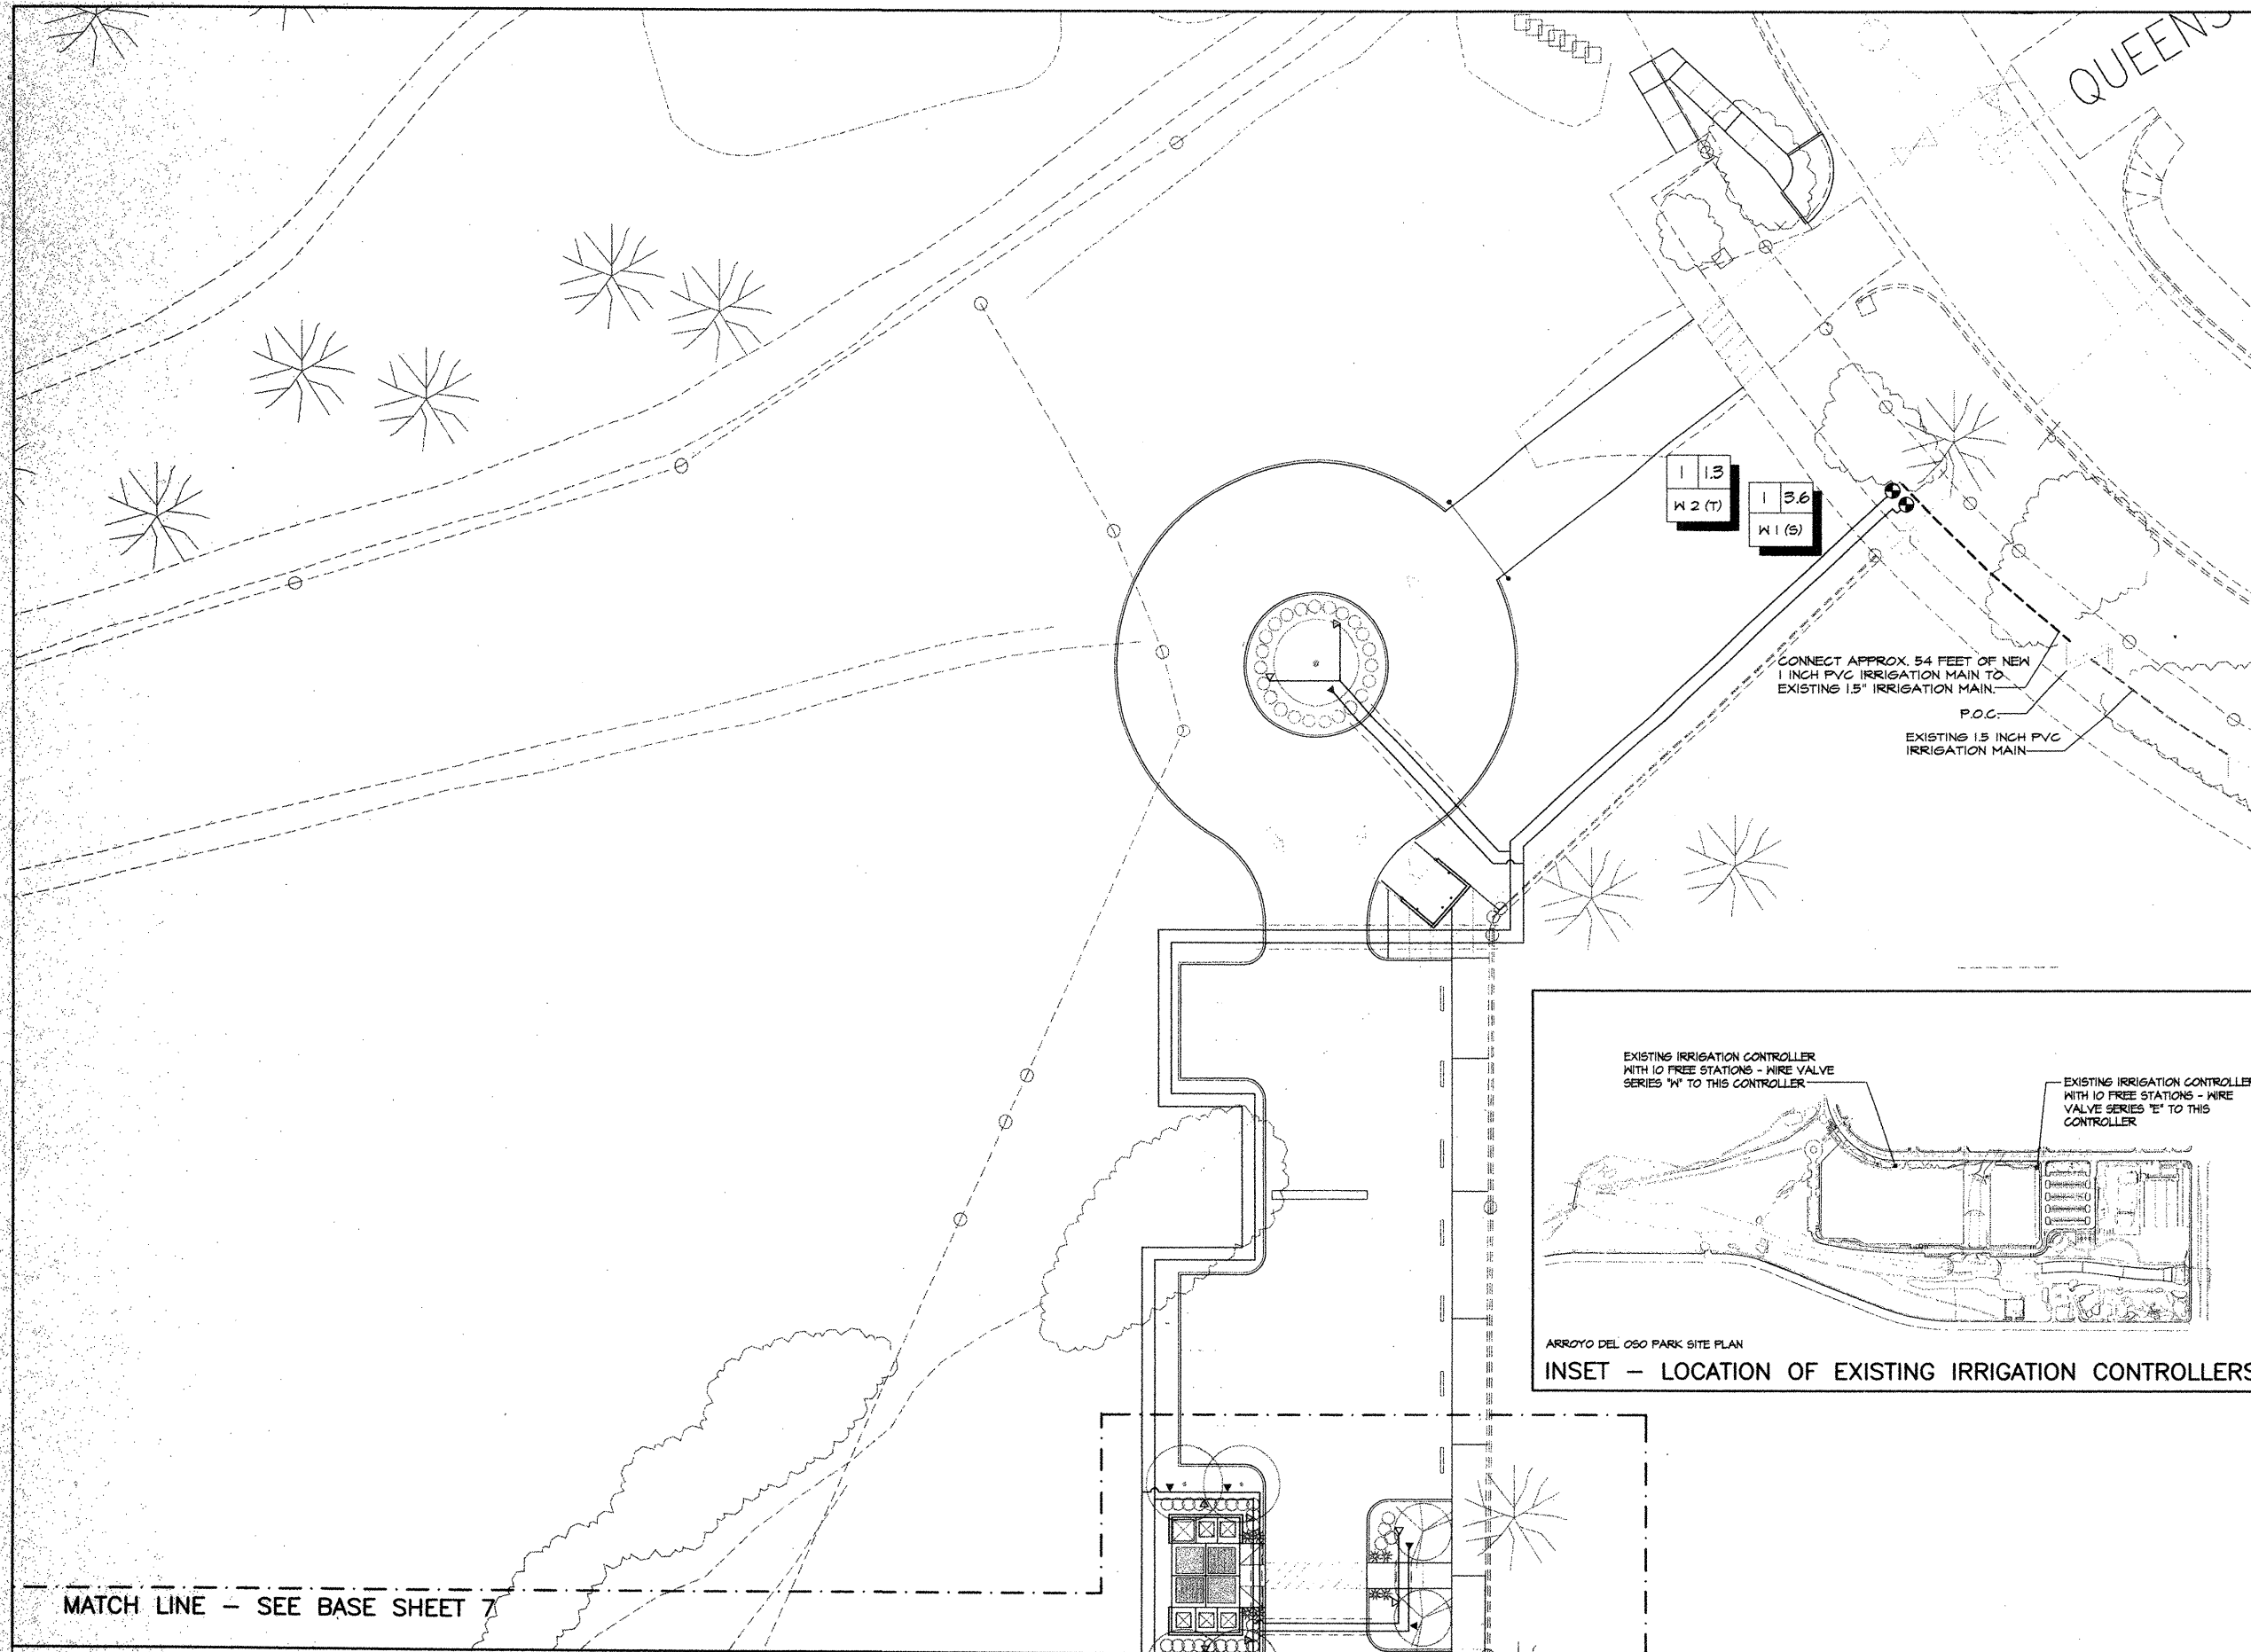 QUEENS
1 1.3
W 2 (T)
1 3.6
W 1 (S)
CONNECT APPROX. 54 FEET OF NEW
1 INCH PVC IRRIGATION MAIN TO
EXISTING 1.5" IRRIGATION MAIN.
P.O.C.
EXISTING 1.5 INCH PVC
IRRIGATION MAIN
EXISTING IRRIGATION CONTROLLER
WITH 10 FREE STATIONS - WIRE VALVE
SERIES "W" TO THIS CONTROLLER
EXISTING IRRIGATION CONTROLLER
WITH 10 FREE STATIONS - WIRE
VALVE SERIES "E" TO THIS
CONTROLLER
ARROYO DEL OSO PARK SITE PLAN
INSET – LOCATION OF EXISTING IRRIGATION CONTROLLERS
MATCH LINE – SEE BASE SHEET 7